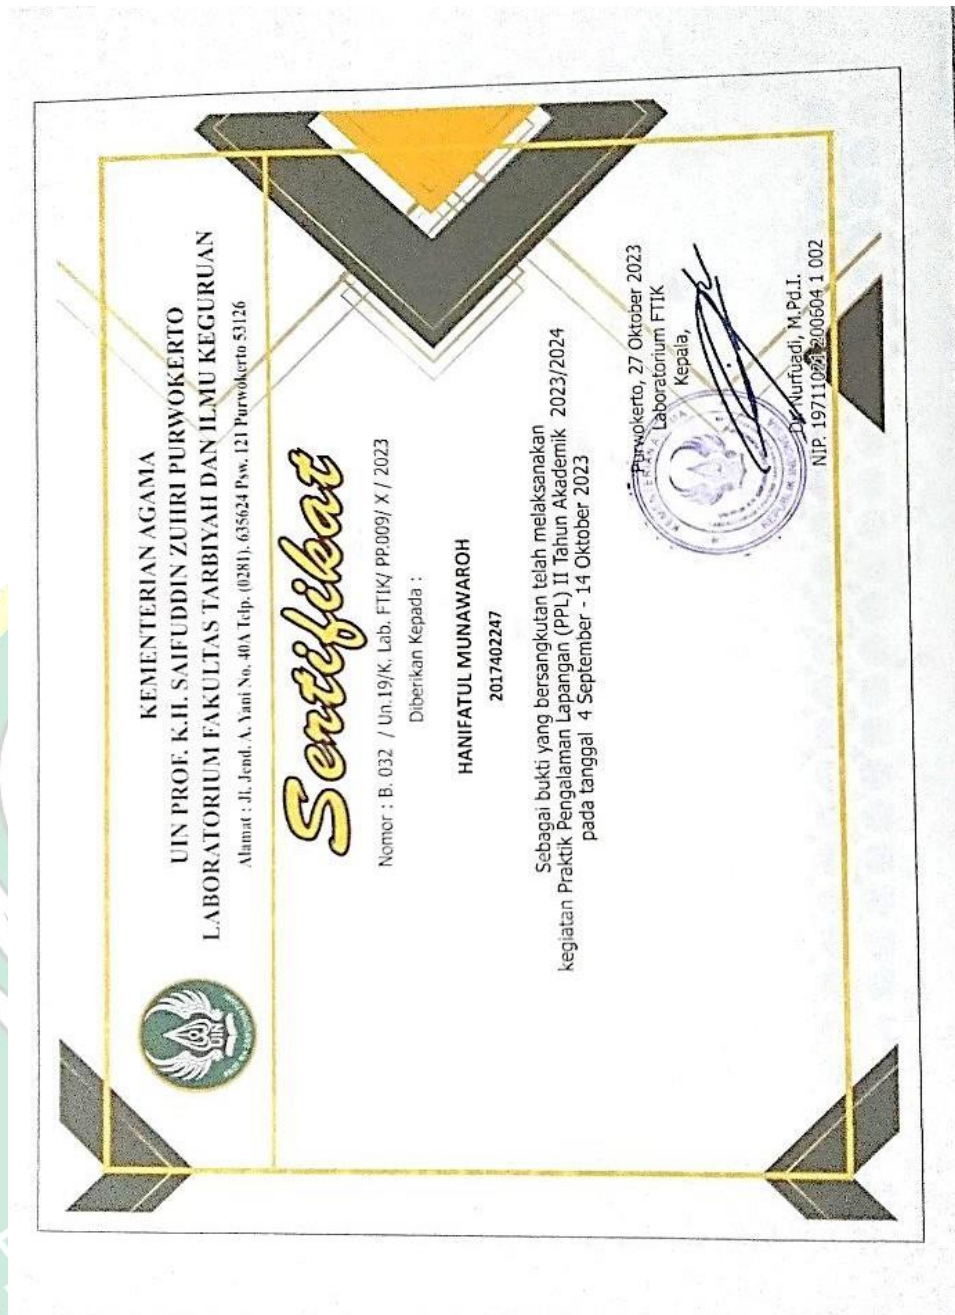 KEMENTERIAN AGAMA
UIN PROF. K.H. SAIFUDDIN ZUHRI PURWOKERTO
LABORATORIUM FAKULTAS TARBIYAH DAN ILMU KEGURUAN
Alamat : Jl. Jend. A. Yani No. 40A Telp. (0281). 635624 Psw. 121 Purwokerto 53126
UIN
Sertifikat
Nomor : B. 032 / Un.19/K. Lab. FTIK/ PP.009/ X / 2023
Diberikan Kepada :
HANIFATUL MUNAWAROH
2017402247
Sebagai bukti yang bersangkutan telah melaksanakan
kegiatan Praktik Pengalaman Lapangan (PPL) II Tahun Akademik 2023/2024
pada tanggal 4 September - 14 Oktober 2023
Purwokerto, 27 Oktober 2023
Laboratorium FTIK
Kepala,
Dr. Nurfuadi, M.Pd.I.
NIP. 19711021 200604 1 002
REPUBLIK INDONESIA